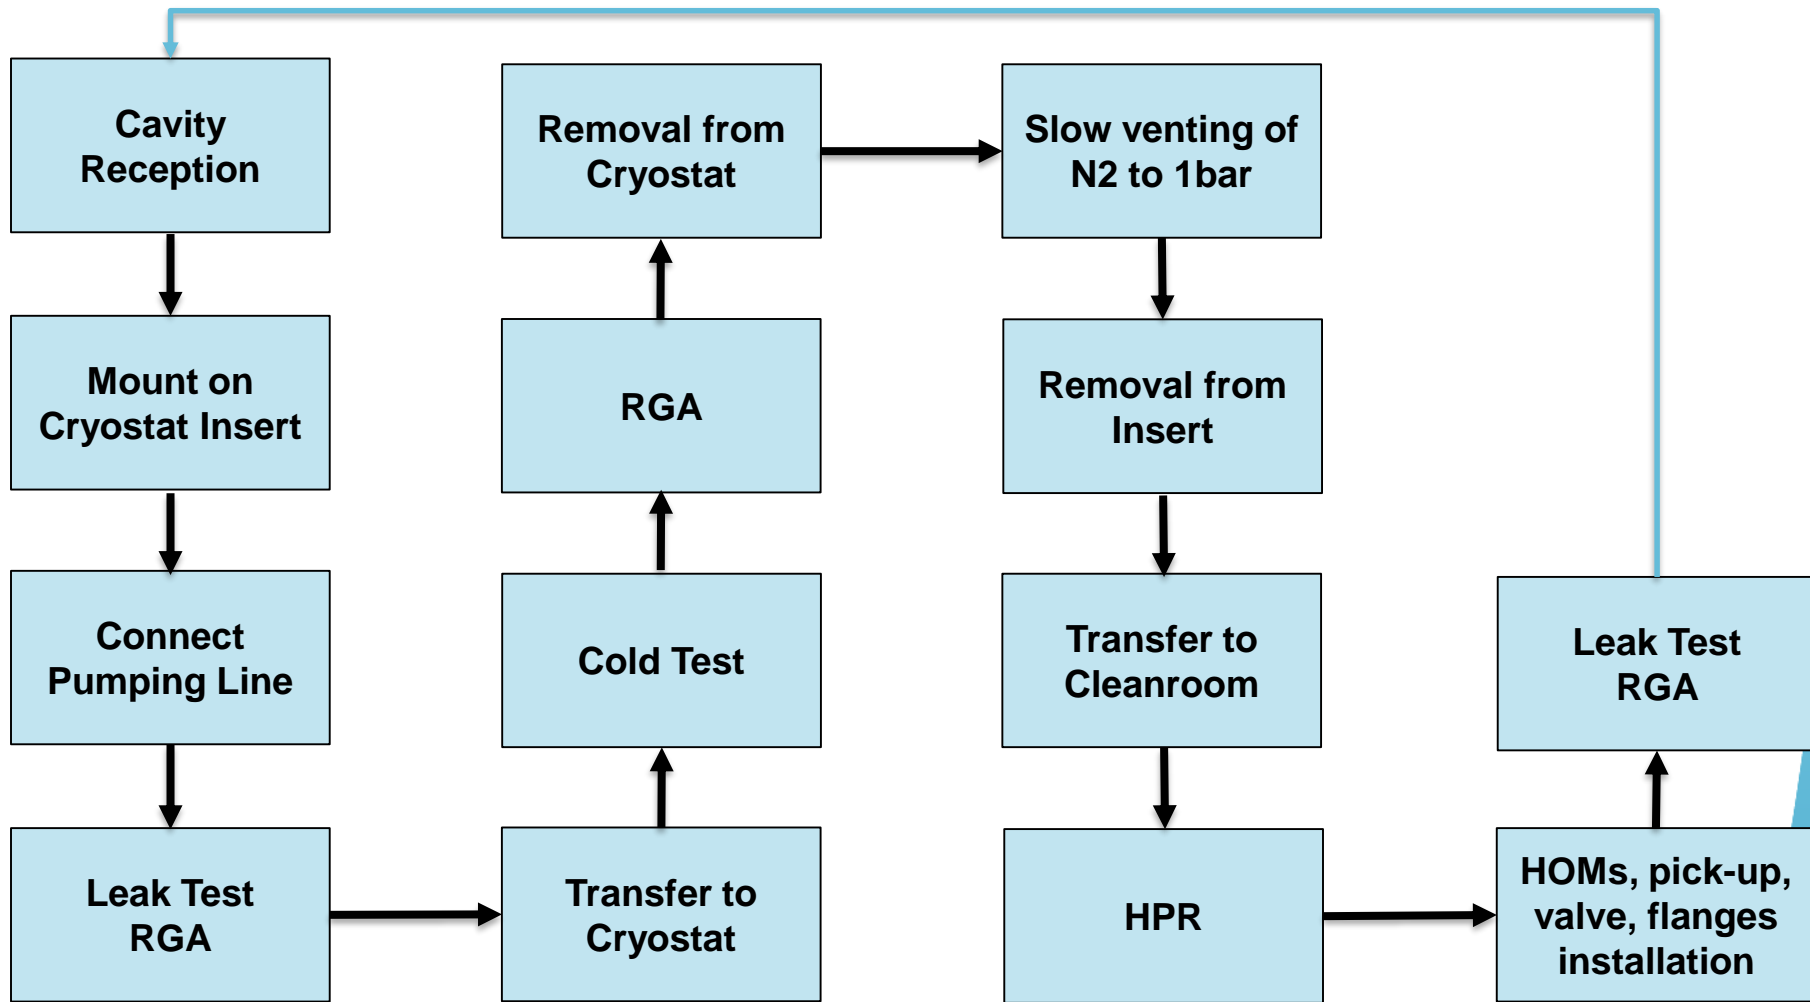 Cavity
Reception
Mount on
Cryostat Insert
Connect
Pumping Line
Leak Test
RGA
Transfer to
Cryostat
Cold Test
RGA
Removal from
Cryostat
Slow venting of
N2 to 1bar
Removal from
Insert
Transfer to
Cleanroom
HPR
HOMs, pick-up,
valve, flanges
installation
Leak Test
RGA